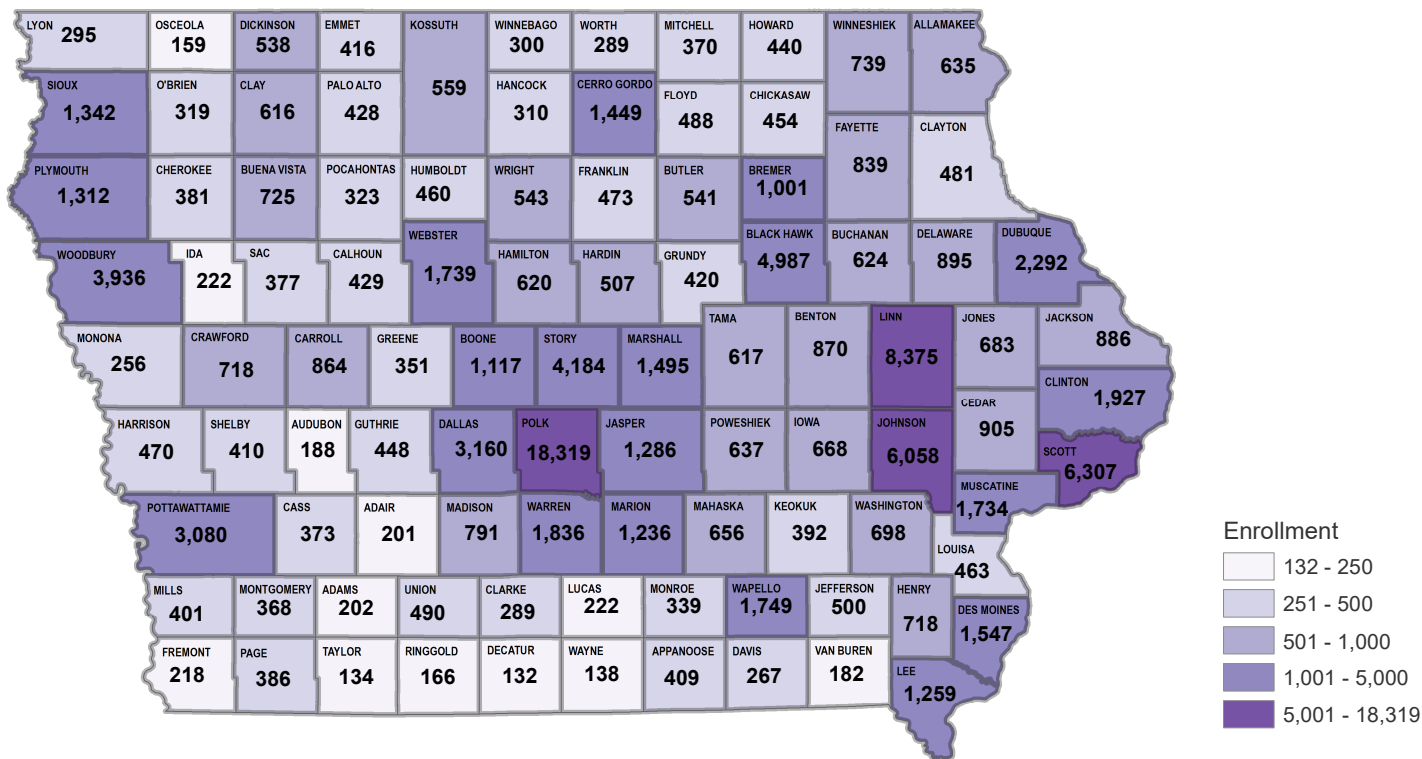 LYON
295
OSCEOLA
159
DICKINSON
538
EMMET
416
KOSSUTH
559
WINNEBAGO
300
WORTH
289
MITCHELL
370
HOWARD
440
WINNESHIEK
739
ALLAMAKEE
635
SIOUX
1,342
O'BRIEN
319
CLAY
616
PALO ALTO
428
HANCOCK
310
CERRO GORDO
1,449
FLOYD
488
CHICKASAW
454
FAYETTE
839
CLAYTON
481
PLYMOUTH
1,312
CHEROKEE
381
BUENA VISTA
725
POCAHONTAS
323
HUMBOLDT
460
WRIGHT
543
FRANKLIN
473
BUTLER
541
BREMER
1,001
WOODBURY
3,936
IDA
222
SAC
377
CALHOUN
429
WEBSTER
1,739
HAMILTON
620
HARDIN
507
GRUNDY
420
BLACK HAWK
4,987
BUCHANAN
624
DELAWARE
895
DUBUQUE
2,292
MONONA
256
CRAWFORD
718
CARROLL
864
GREENE
351
BOONE
1,117
STORY
4,184
MARSHALL
1,495
TAMA
617
BENTON
870
LINN
8,375
JONES
683
JACKSON
886
CLINTON
1,927
HARRISON
470
SHELBY
410
AUDUBON
188
GUTHRIE
448
DALLAS
3,160
POLK
18,319
JASPER
1,286
POWESHIEK
637
IOWA
668
JOHNSON
6,058
CEDAR
905
SCOTT
6,307
MUSCATINE
1,734
POTTAWATTAMIE
3,080
CASS
373
ADAIR
201
MADISON
791
WARREN
1,836
MARION
1,236
MAHASKA
656
KEOKUK
392
WASHINGTON
698
LOUISA
463
MILLS
401
MONTGOMERY
368
ADAMS
202
UNION
490
CLARKE
289
LUCAS
222
MONROE
339
WAPELLO
1,749
JEFFERSON
500
HENRY
718
DES MOINES
1,547
FREMONT
218
PAGE
386
TAYLOR
134
RINGGOLD
166
DECATUR
132
WAYNE
138
APPANOOSE
409
DAVIS
267
VAN BUREN
182
LEE
1,259
Enrollment
132 - 250
251 - 500
501 - 1,000
1,001 - 5,000
5,001 - 18,319